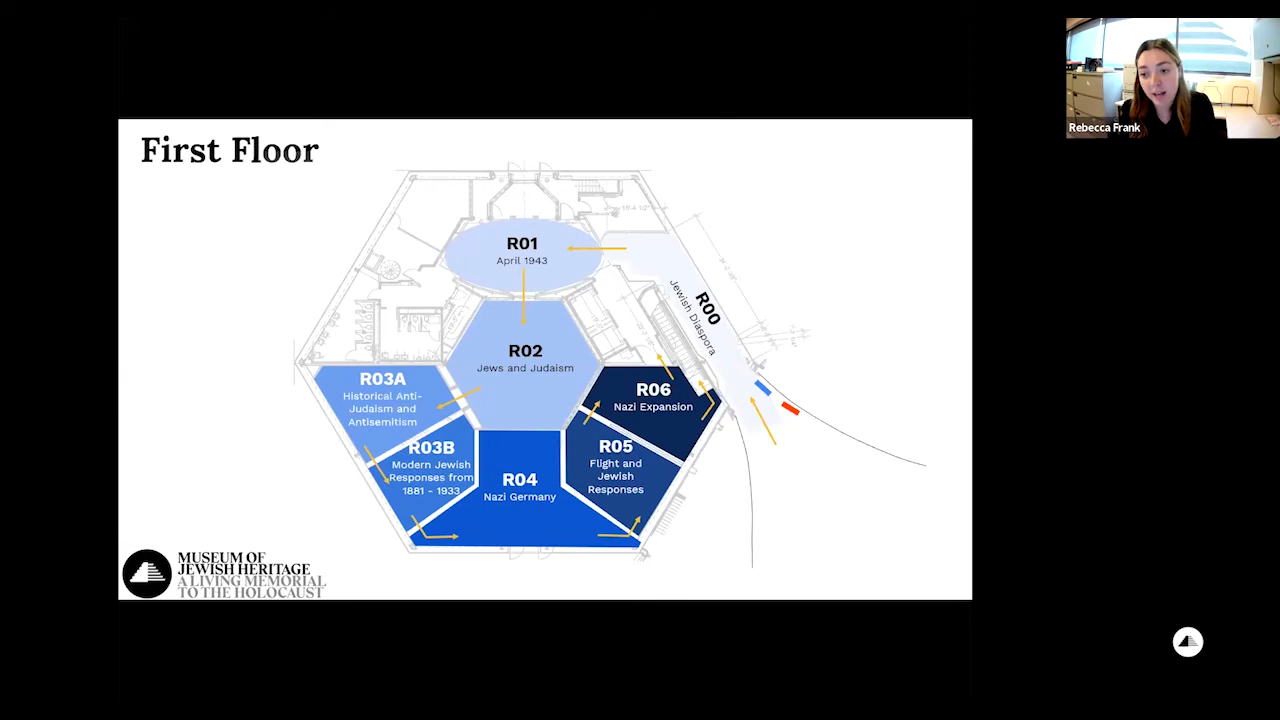 Rebecca Frank
First Floor
R01
April 1943
R00
Jewish Diaspora
R02
Jews and Judaism
R03A
Historical Anti-
Judaism and
Antisemitism
R06
Nazi Expansion
R03B
Modern Jewish
Responses from
1881 - 1933
R04
Nazi Germany
R05
Flight and
Jewish
Responses
MUSEUM OF
JEWISH HERITAGE
A LIVING MEMORIAL
TO THE HOLOCAUST